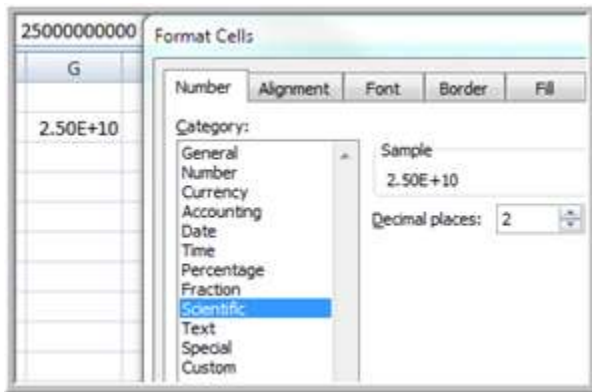 25000000000
Format Cells
G
2.50E+10
Number Alignment Font Border Fill
Category:
General
Number
Currency
Accounting
Date
Time
Percentage
Fraction
Scientific
Text
Special
Custom
Sample
2.50E+10
Decimal places: 2